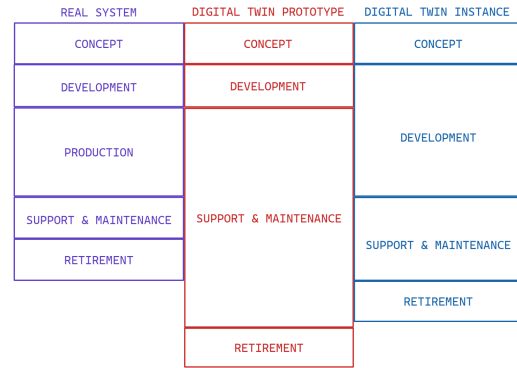 REAL SYSTEM
CONCEPT
DEVELOPMENT
PRODUCTION
SUPPORT & MAINTENANCE
RETIREMENT
DIGITAL TWIN PROTOTYPE
CONCEPT
DEVELOPMENT
SUPPORT & MAINTENANCE
RETIREMENT
DIGITAL TWIN INSTANCE
CONCEPT
DEVELOPMENT
SUPPORT & MAINTENANCE
RETIREMENT